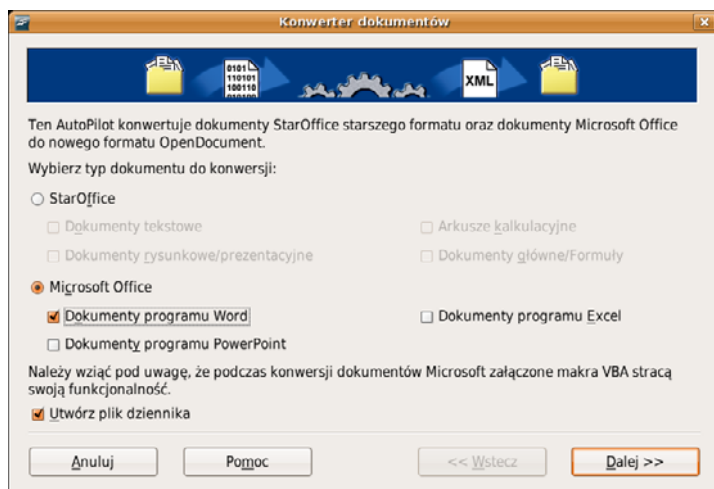 Konwerter dokumentów
0101
110101
100110
010100
XML
Ten AutoPilot konwertuje dokumenty StarOffice starszego formatu oraz dokumenty Microsoft Office
do nowego formatu OpenDocument.
Wybierz typ dokumentu do konwersji:
StarOffice
Dokumenty tekstowe
Arkusze kalkulacyjne
Dokumenty rysunkowe/prezentacyjne
Dokumenty główne/Formuły
Microsoft Office
Dokumenty programu Word
Dokumenty programu Excel
Dokumenty programu PowerPoint
Należy wziąć pod uwagę, że podczas konwersji dokumentów Microsoft załączone makra VBA stracą
swoją funkcjonalność.
Utwórz plik dziennika
Anuluj
Pomoc
<< Wstecz
Dalej >>